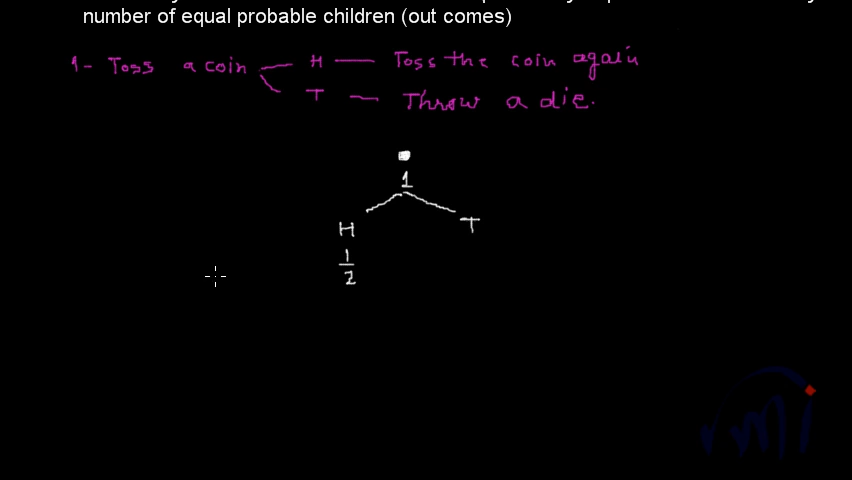 number of equal probable children (out comes)
1- Toss a coin H — Toss the coin again
T — Throw a die.
1
H T
1
2